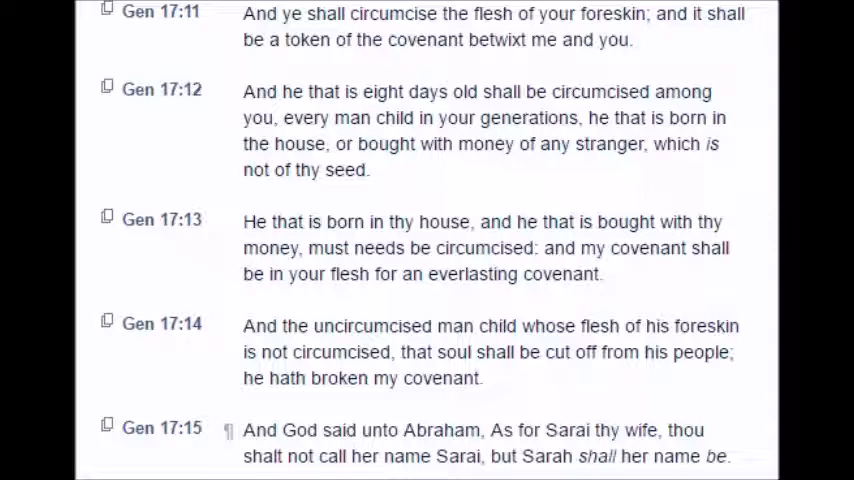 Gen 17:11 And ye shall circumcise the flesh of your foreskin; and it shall
be a token of the covenant betwixt me and you.
Gen 17:12 And he that is eight days old shall be circumcised among
you, every man child in your generations, he that is born in
the house, or bought with money of any stranger, which is
not of thy seed.
Gen 17:13 He that is born in thy house, and he that is bought with thy
money, must needs be circumcised: and my covenant shall
be in your flesh for an everlasting covenant.
Gen 17:14 And the uncircumcised man child whose flesh of his foreskin
is not circumcised, that soul shall be cut off from his people;
he hath broken my covenant.
Gen 17:15 ¶ And God said unto Abraham, As for Sarai thy wife, thou
shalt not call her name Sarai, but Sarah shall her name be.